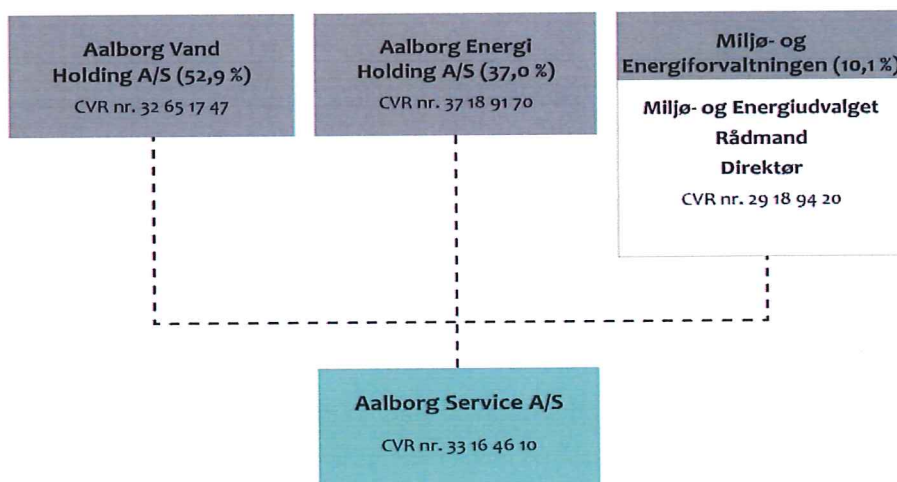 Aalborg Vand
Holding A/S (52,9 %)
CVR nr. 32 65 17 47
Aalborg Energi
Holding A/S (37,0 %)
CVR nr. 37 18 91 70
Miljø- og
Energiforvaltningen (10,1 %)
Miljø- og Energiudvalget
Rådmand
Direktør
CVR nr. 29 18 94 20
Aalborg Service A/S
CVR nr. 33 16 46 10